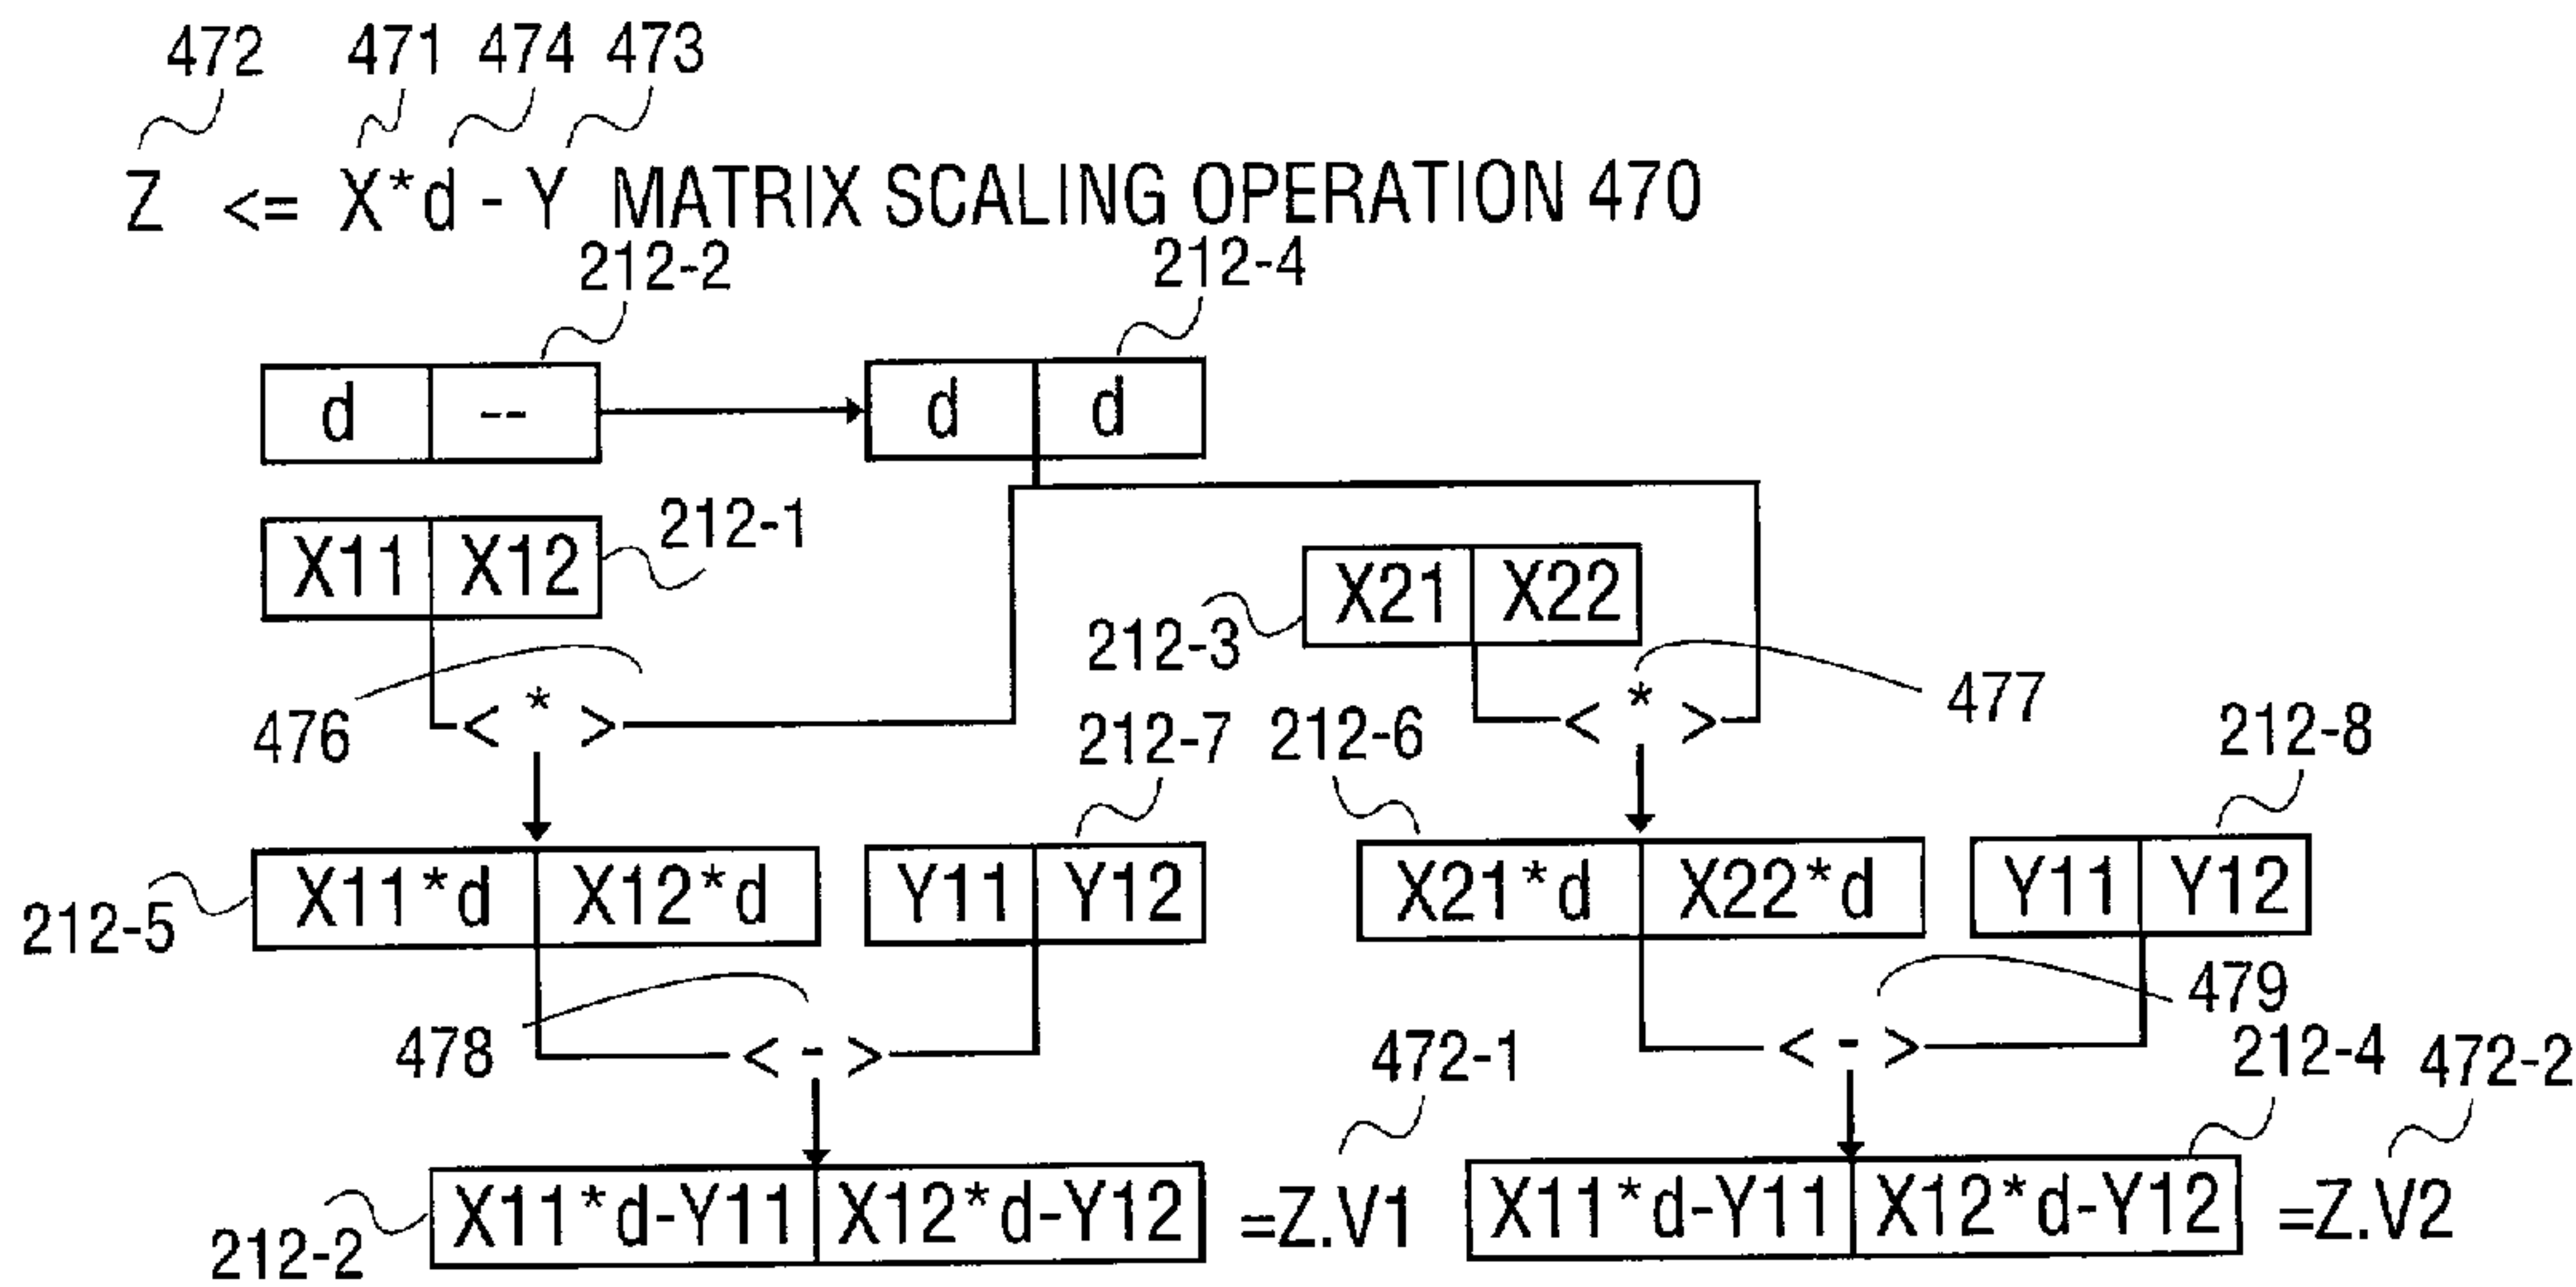 472 471 474 473
Z <= X*d - Y MATRIX SCALING OPERATION 470
212-2 212-4
d -- d d
212-1
X11 X12
X21 X22
212-3
476 < * > < * > 477
212-7 212-6 212-8
X11*d X12*d Y11 Y12 X21*d X22*d Y11 Y12
212-5
478 < - > < - > 479
472-1 212-4 472-2
X11*d-Y11 X12*d-Y12 =Z.V1 X11*d-Y11 X12*d-Y12 =Z.V2
212-2